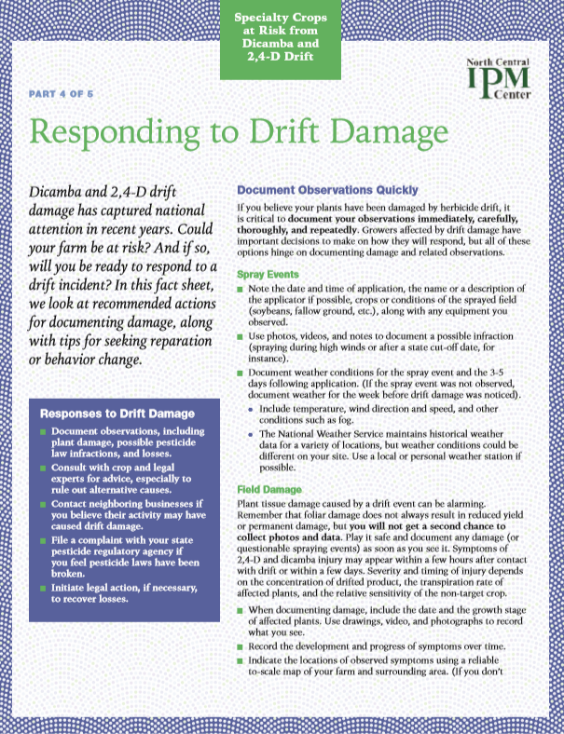 Specialty Crops
at Risk from
Dicamba and
2,4-D Drift
North Central
IPM
Center
PART 4 OF 5
Responding to Drift Damage
Dicamba and 2,4-D drift
damage has captured national
attention in recent years. Could
your farm be at risk? And if so,
will you be ready to respond to a
drift incident? In this fact sheet,
we look at recommended actions
for documenting damage, along
with tips for seeking reparation
or behavior change.
Responses to Drift Damage
■ Document observations, including
plant damage, possible pesticide
law infractions, and losses.
■ Consult with crop and legal
experts for advice, especially to
rule out alternative causes.
■ Contact neighboring businesses if
you believe their activity may have
caused drift damage.
■ File a complaint with your state
pesticide regulatory agency if
you feel pesticide laws have been
broken.
■ Initiate legal action, if necessary,
to recover losses.
Document Observations Quickly
If you believe your plants have been damaged by herbicide drift, it
is critical to document your observations immediately, carefully,
thoroughly, and repeatedly. Growers affected by drift damage have
important decisions to make on how they will respond, but all of these
options hinge on documenting damage and related observations.
Spray Events
■ Note the date and time of application, the name or a description of
the applicator if possible, crops or conditions of the sprayed field
(soybeans, fallow ground, etc.), along with any equipment you
observed.
■ Use photos, videos, and notes to document a possible infraction
(spraying during high winds or after a state cut-off date, for
instance).
■ Document weather conditions for the spray event and the 3-5
days following application. (If the spray event was not observed,
document weather for the week before drift damage was noticed).
• Include temperature, wind direction and speed, and other
conditions such as fog.
• The National Weather Service maintains historical weather
data for a variety of locations, but weather conditions could be
different on your site. Use a local or personal weather station if
possible.
Field Damage
Plant tissue damage caused by a drift event can be alarming.
Remember that foliar damage does not always result in reduced yield
or permanent damage, but you will not get a second chance to
collect photos and data. Play it safe and document any damage (or
questionable spraying events) as soon as you see it. Symptoms of
2,4-D and dicamba injury may appear within a few hours after contact
with drift or within a few days. Severity and timing of injury depends
on the concentration of drifted product, the transpiration rate of
affected plants, and the relative sensitivity of the non-target crop.
■ When documenting damage, include the date and the growth stage
of affected plants. Use drawings, video, and photographs to record
what you see.
■ Record the development and progress of symptoms over time.
■ Indicate the locations of observed symptoms using a reliable
to-scale map of your farm and surrounding area. (If you don't